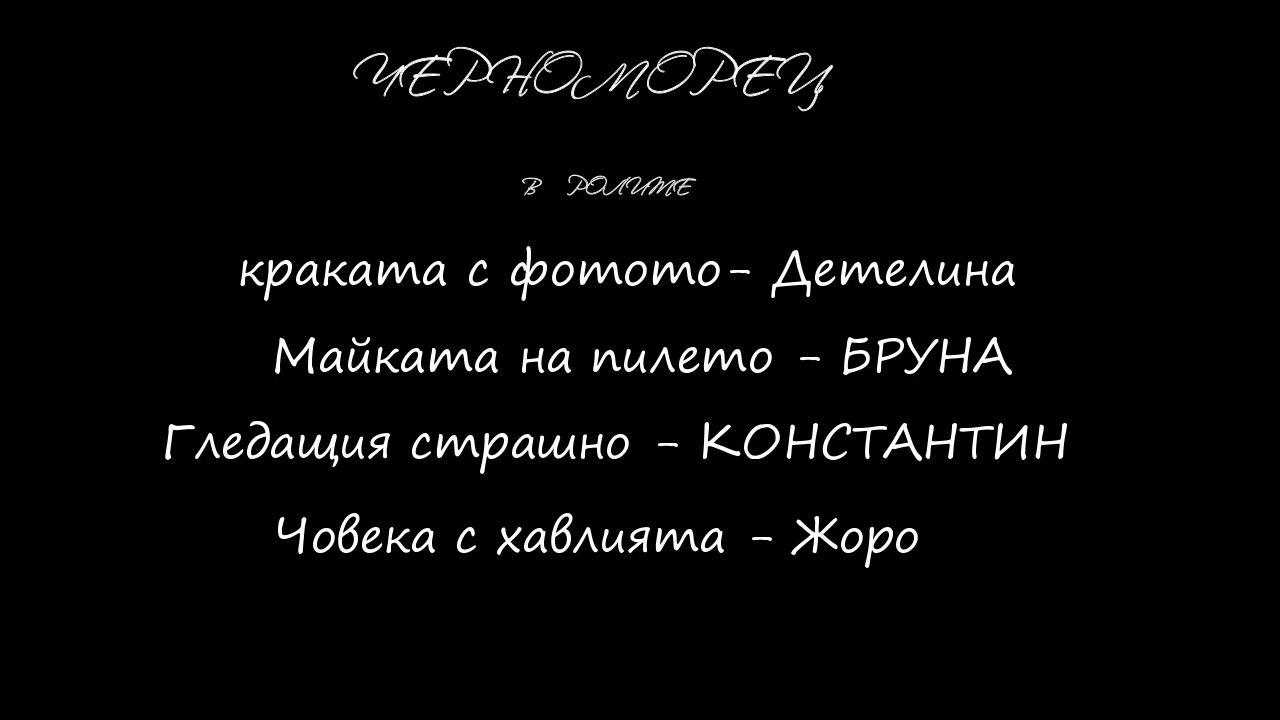 ЧЕРНОМОРЕЦ
В РОЛИТЕ
краката с фотото- Детелина
Майката на пилето - БРУНА
Гледащия страшно - КОНСТАНТИН
Човека с хавлията - Жоро